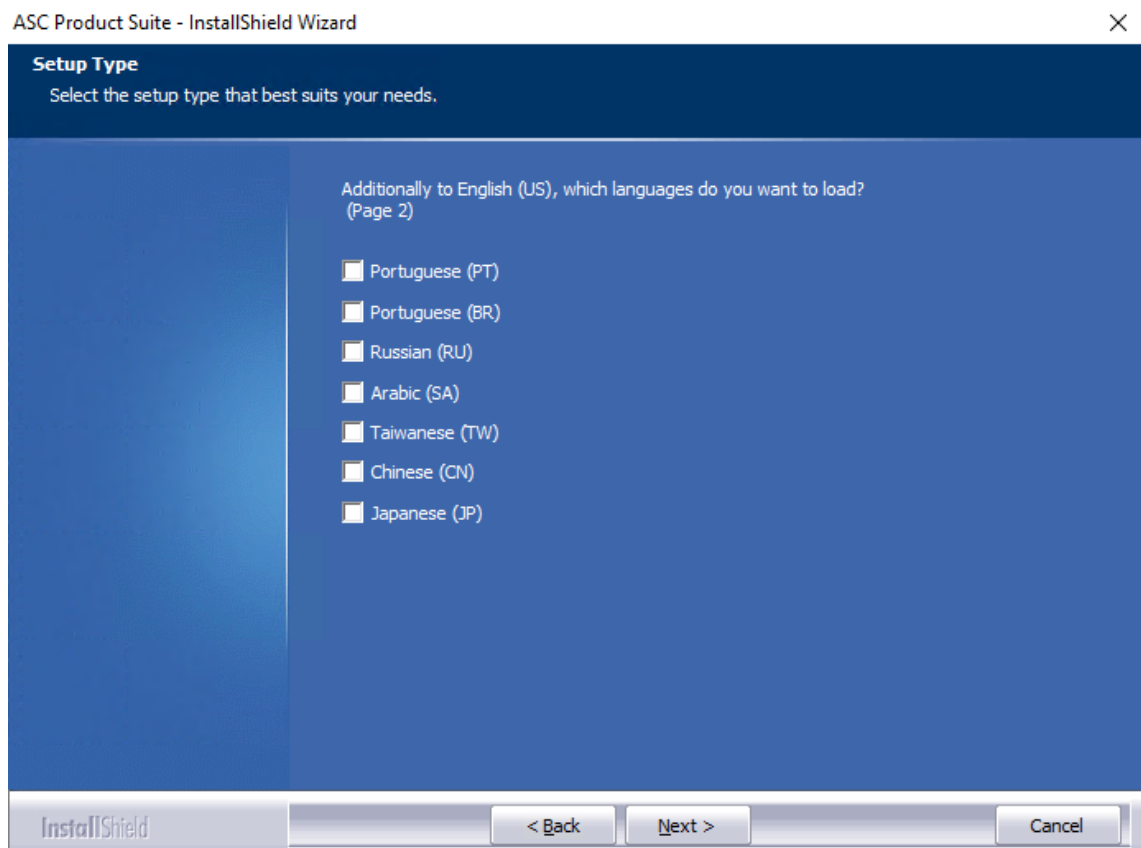 ASC Product Suite - InstallShield Wizard
Setup Type
Select the setup type that best suits your needs.
Additionally to English (US), which languages do you want to load?
(Page 2)
Portuguese (PT)
Portuguese (BR)
Russian (RU)
Arabic (SA)
Taiwanese (TW)
Chinese (CN)
Japanese (JP)
InstallShield
< Back
Next >
Cancel